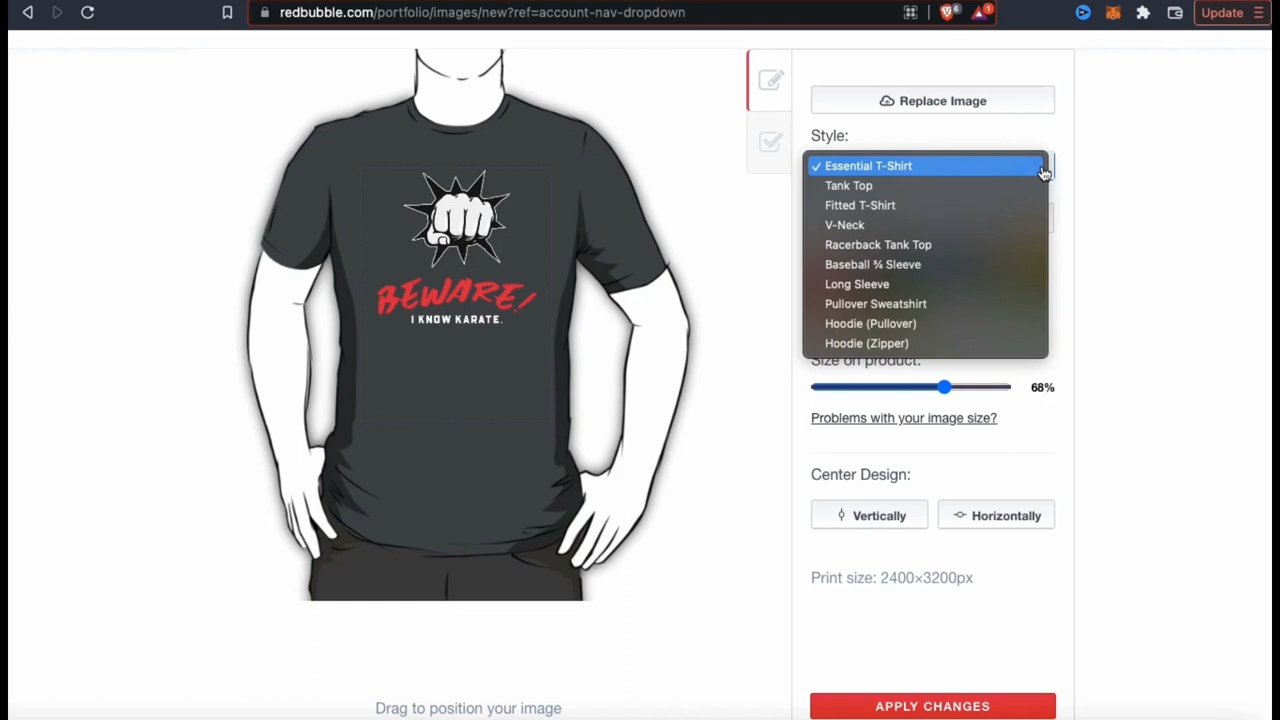 redbubble.com/portfolio/images/new?ref=account-nav-dropdown
6
1
Update
Replace Image
Style:
✓ Essential T-Shirt
Tank Top
Fitted T-Shirt
V-Neck
Racerback Tank Top
Baseball ¾ Sleeve
Long Sleeve
Pullover Sweatshirt
Hoodie (Pullover)
Hoodie (Zipper)
BEWARE!
I KNOW KARATE.
Size on product:
68%
Problems with your image size?
Center Design:
Vertically
Horizontally
Print size: 2400×3200px
APPLY CHANGES
Drag to position your image